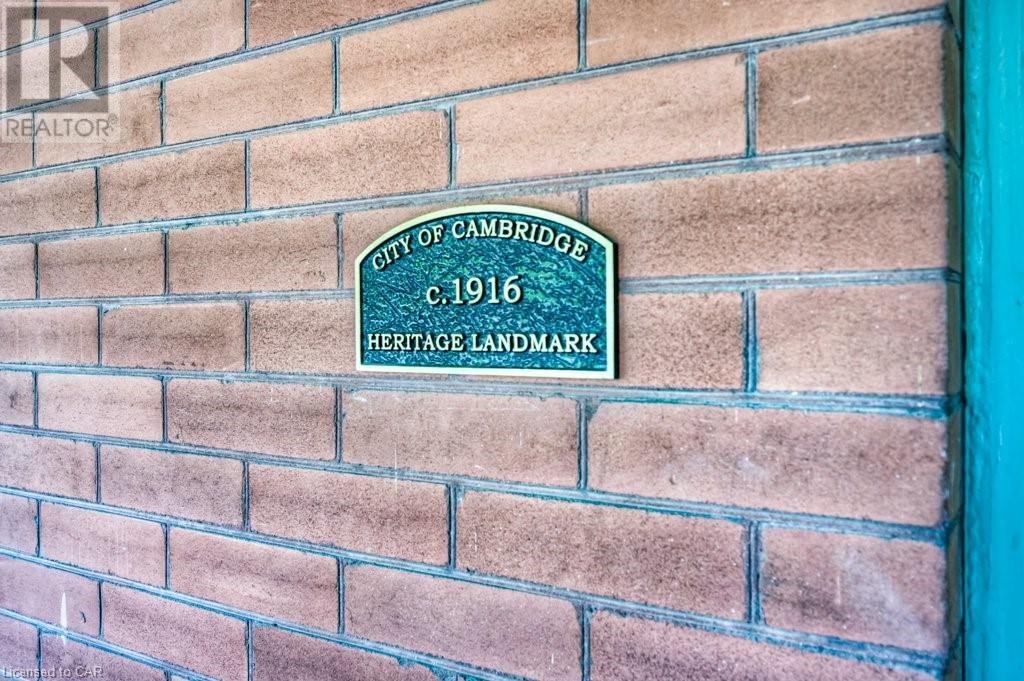 R
REALTOR®
CITY OF CAMBRIDGE
c.1916
HERITAGE LANDMARK
Licensed to CAR